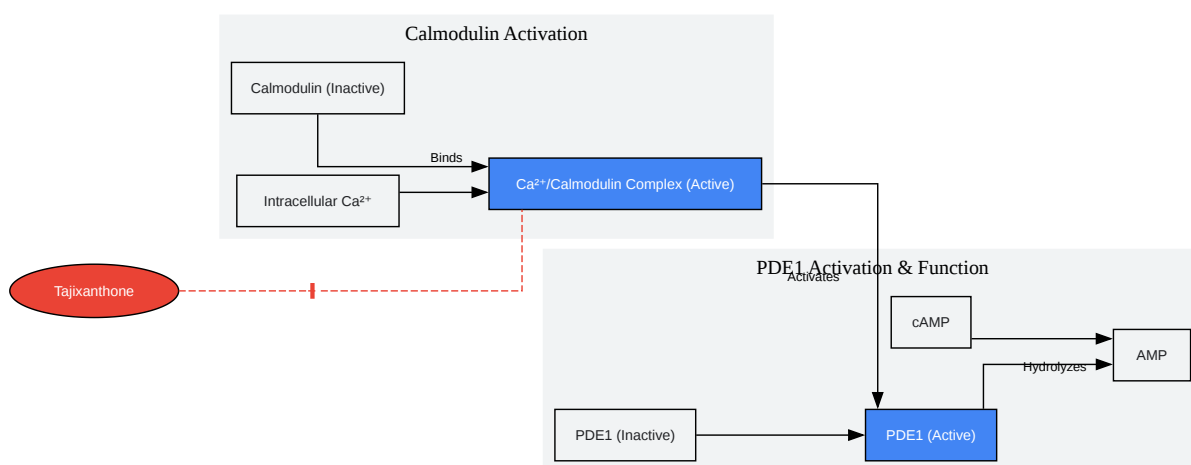 Calmodulin Activation
Calmodulin (Inactive)
Binds
Ca²⁺/Calmodulin Complex (Active)
Intracellular Ca²⁺
PDE1 Activation & Function
Activates
Tajixanthone
cAMP
AMP
Hydrolyzes
PDE1 (Inactive)
PDE1 (Active)